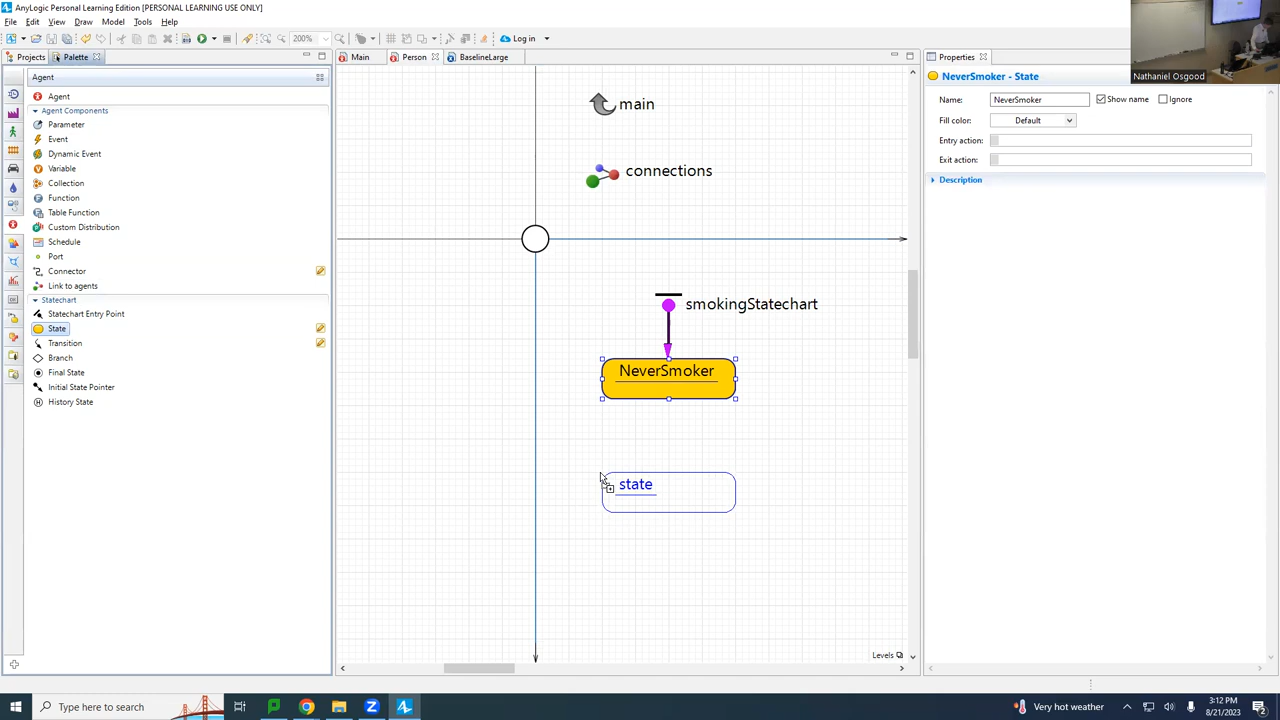 AnyLogic Personal Learning Edition [PERSONAL LEARNING USE ONLY]
File Edit View Draw Model Tools Help
200% Log in
Projects Palette
Main Person BaselineLarge
Properties
Nathaniel Osgood
Agent
Agent
Agent Components
Parameter
Event
Dynamic Event
Variable
Collection
Function
Table Function
Custom Distribution
Schedule
Port
Connector
Link to agents
Statechart
Statechart Entry Point
State
Transition
Branch
Final State
Initial State Pointer
History State
main
connections
smokingStatechart
NeverSmoker
state
Levels
NeverSmoker - State
Name: NeverSmoker Show name Ignore
Fill color: Default
Entry action:
Exit action:
Description
Type here to search
Very hot weather
3:12 PM
8/21/2023
2